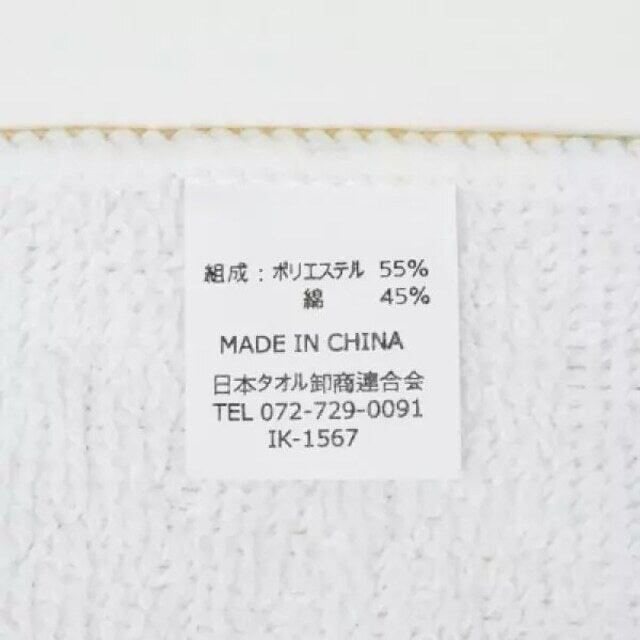 組成:ポリエステル 55%
綿 45%
MADE IN CHINA
日本タオル卸商連合会
TEL 072-729-0091
IK-1567